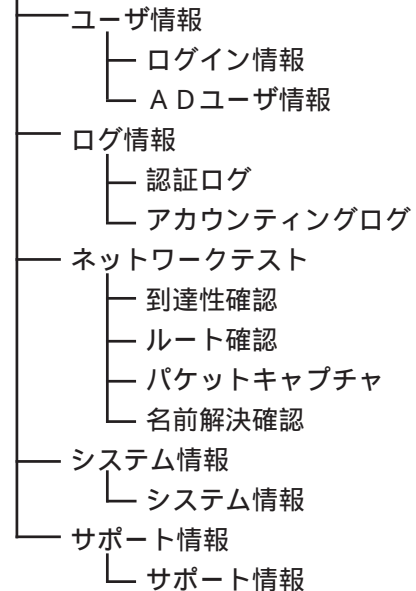 ユーザ情報
ログイン情報
ＡＤユーザ情報
ログ情報
認証ログ
アカウンティングログ
ネットワークテスト
到達性確認
ルート確認
パケットキャプチャ
名前解決確認
システム情報
システム情報
サポート情報
サポート情報